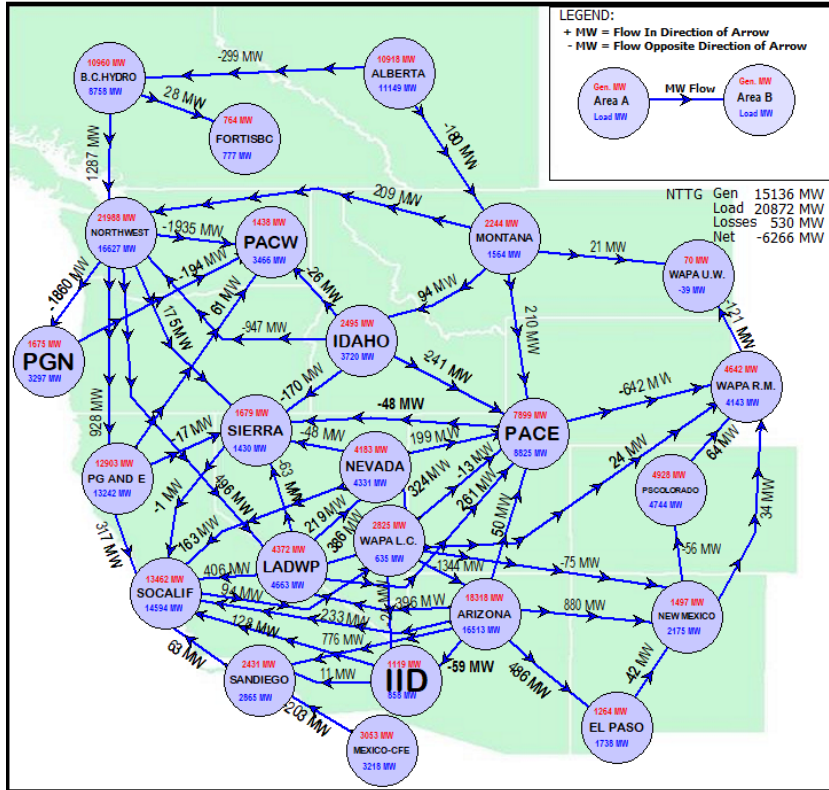 LEGEND:
+ MW = Flow In Direction of Arrow
- MW = Flow Opposite Direction of Arrow
Gen. MW
Area A
Load MW
MW Flow
Gen. MW
Area B
Load MW
NTTG Gen 15136 MW
Load 20872 MW
Losses 530 MW
Net -6266 MW
10960 MW
B.C.HYDRO
8758 MW
-299 MW
10918 MW
ALBERTA
11149 MW
28 MW
764 MW
FORTISBC
777 MW
-180 MW
1287 MW
209 MW
21988 MW
NORTHWEST
16627 MW
-1935 MW
1438 MW
PACW
3466 MW
2244 MW
MONTANA
1564 MW
21 MW
70 MW
WAPA U.W.
-39 MW
-1860 MW
-194 MW
61 MW
-26 MW
94 MW
210 MW
-121 MW
175MW
-947 MW
1675 MW
PGN
3297 MW
2495 MW
IDAHO
3720 MW
241 MW
4642 MW
WAPA R.M.
4143 MW
-642 MW
-170 MW
-48 MW
928 MW
-17 MW
1679 MW
SIERRA
1430 MW
-48 MW
199 MW
7899 MW
PACE
8825 MW
24 MW
64 MW
12903 MW
PG AND E
13242 MW
4183 MW
NEVADA
4331 MW
324MW
-13 MW
261 MW
4928 MW
PSCOLORADO
4744 MW
34 MW
-1 MW
496 MW
-63 MW
219 MW
386 MW
2825 MW
WAPA L.C.
635 MW
50 MW
317 MW
163 MW
-56 MW
4372 MW
LADWP
4663 MW
406 MW
94 MW
-1344 MW
-75 MW
13462 MW
SOCALIF
14594 MW
-396 MW
18318 MW
ARIZONA
16513 MW
880 MW
1497 MW
NEW MEXICO
2175 MW
233 MW
128 MW
776 MW
63 MW
2431 MW
SANDIEGO
2865 MW
11 MW
1119 MW
IID
858 MW
-59 MW
486 MW
-42 MW
1264 MW
EL PASO
1738 MW
-203 MW
3053 MW
MEXICO-CFE
3218 MW